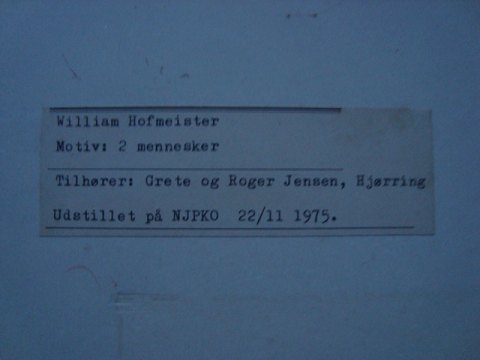 William Hofmeister
Motiv: 2 mennesker
Tilhører: Grete og Roger Jensen, Hjørring
Udstillet på NJPKO 22/11 1975.